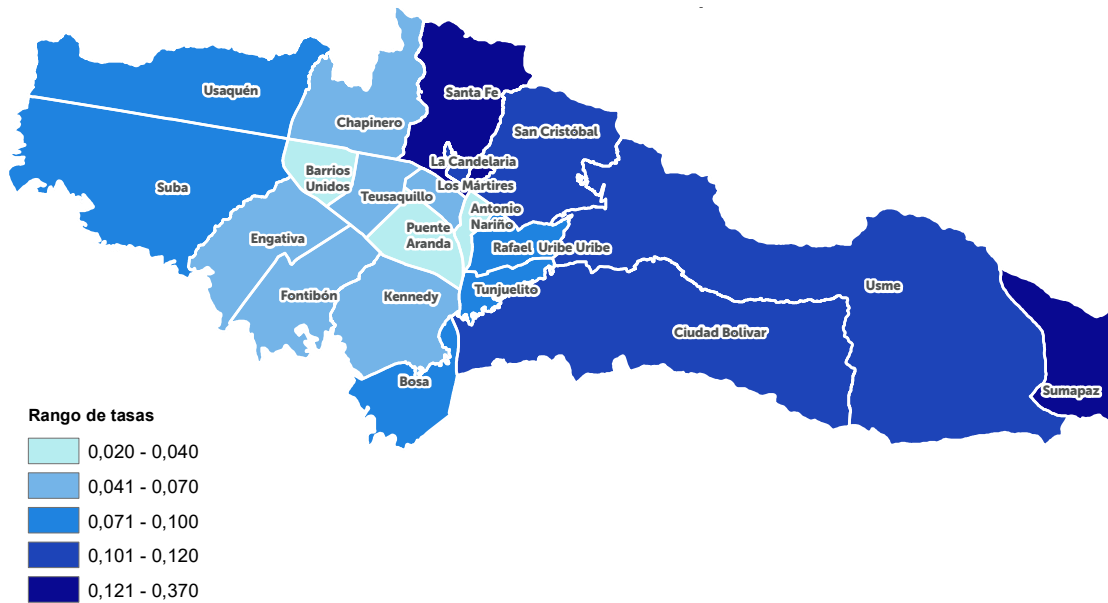 Usaquén
Santa Fe
Chapinero
San Cristóbal
La Candelaria
Barrios
Unidos
Suba
Los Mártires
Teusaquillo
Antonio
Nariño
Puente
Aranda
Engativa
Rafael Uribe Uribe
Fontibón
Kennedy
Tunjuelito
Usme
Ciudad Bolivar
Bosa
Sumapaz
Rango de tasas
0,020 - 0,040
0,041 - 0,070
0,071 - 0,100
0,101 - 0,120
0,121 - 0,370